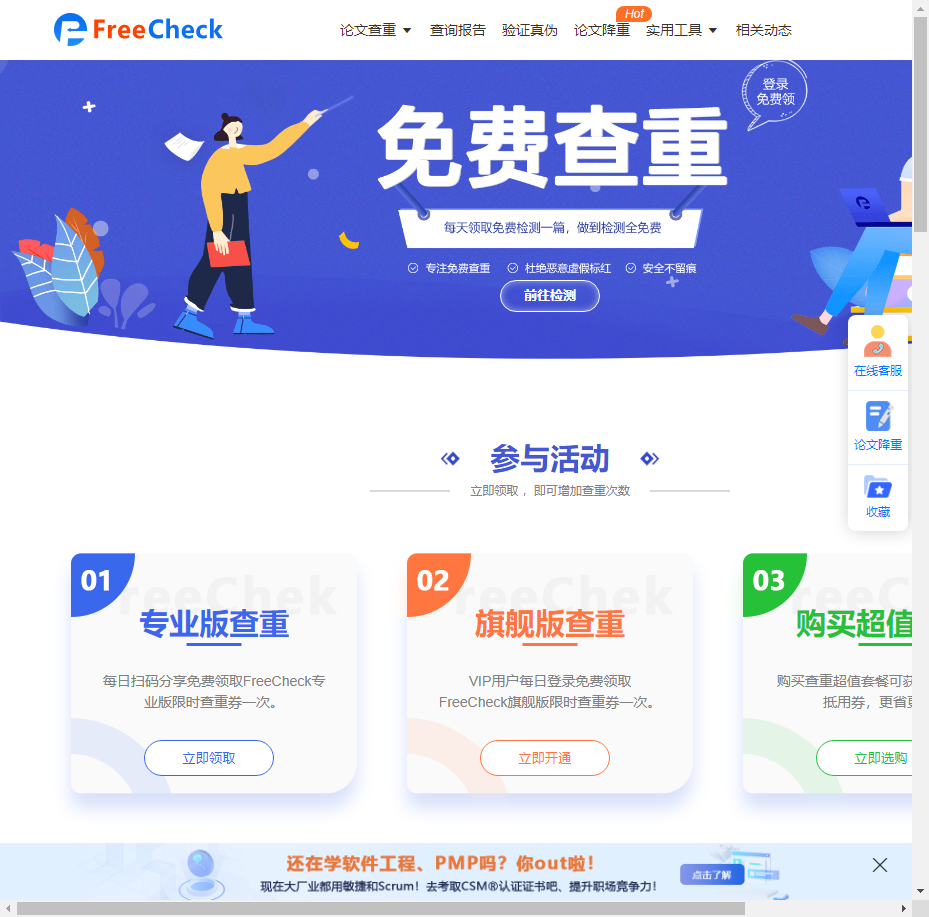 FreeCheck
论文查重 查询报告 验证真伪 论文降重 Hot 实用工具 相关动态
登录
免费领
免费查重
每天领取免费检测一篇，做到检测全免费
专注免费查重 杜绝恶意虚假标红 安全不留痕
前往检测
在线客服
论文降重
收藏
参与活动
立即领取 ，即可增加查重次数
01
FreeChek
专业版查重
每日扫码分享免费领取FreeCheck专
业版限时查重券一次。
立即领取
02
FreeChek
旗舰版查重
VIP用户每日登录免费领取
FreeCheck旗舰版限时查重券一次。
立即开通
03
购买超值
购买查重超值套餐可
抵用券，更省
立即选购
还在学软件工程、PMP吗？你out啦！
现在大厂业都用敏捷和Scrum！去考取CSM®认证证书吧、提升职场竞争力！
点击了解